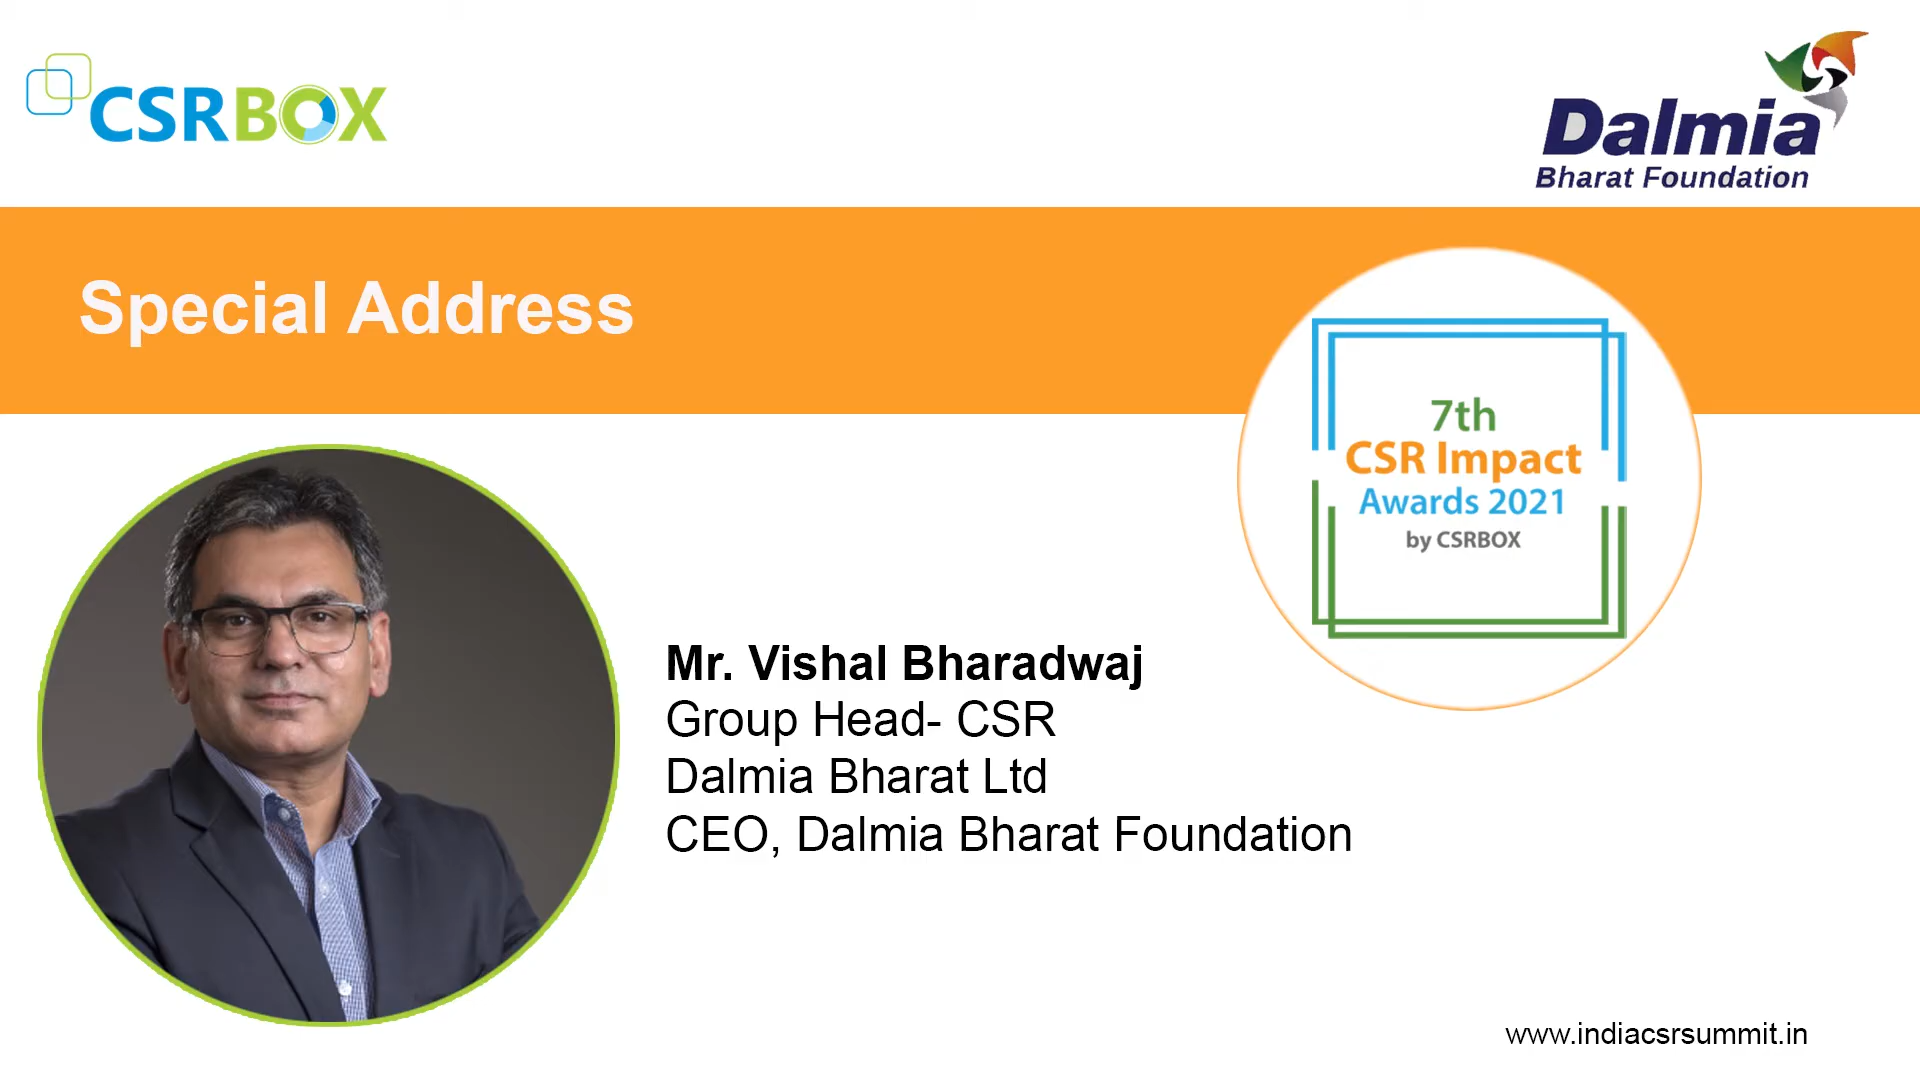 CSRBOX
Dalmia
Bharat Foundation
Special Address
7th
CSR Impact
Awards 2021
by CSRBOX
Mr. Vishal Bharadwaj
Group Head- CSR
Dalmia Bharat Ltd
CEO, Dalmia Bharat Foundation
www.indiacsrsummit.in